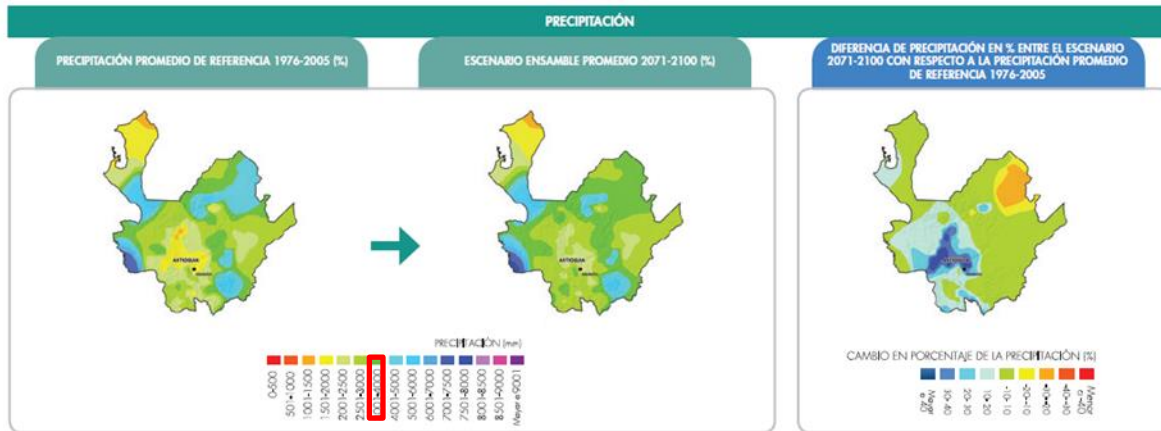 PRECIPITACIÓN
PRECIPITACIÓN PROMEDIO DE REFERENCIA 1976-2005 (%)
ESCENARIO ENSAMBLE PROMEDIO 2071-2100 (%)
DIFERENCIA DE PRECIPITACIÓN EN % ENTRE EL ESCENARIO
2071-2100 CON RESPECTO A LA PRECIPITACIÓN PROMEDIO
DE REFERENCIA 1976-2005
ANTIOQUIA
ANTIOQUIA
ANTIOQUIA
PRECIPITACIÓN (mm)
0-500
501-1000
1001-1500
1501-2000
2001-2500
2501-3000
4001-5000
5001-6000
6001-7000
7001-7500
7501-8000
8001-8500
8501-9000
Mayor a 9001
CAMBIO EN PORCENTAJE DE LA PRECIPITACIÓN (%)
Mayor
a 40
30-40
20-30
10-20
Menor
a -40